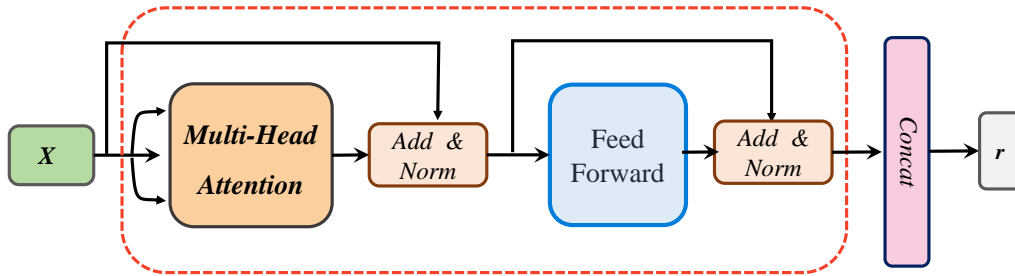 X
Multi-Head
Attention
Add & 
Norm
Feed
Forward
Add & 
Norm
Concat
r